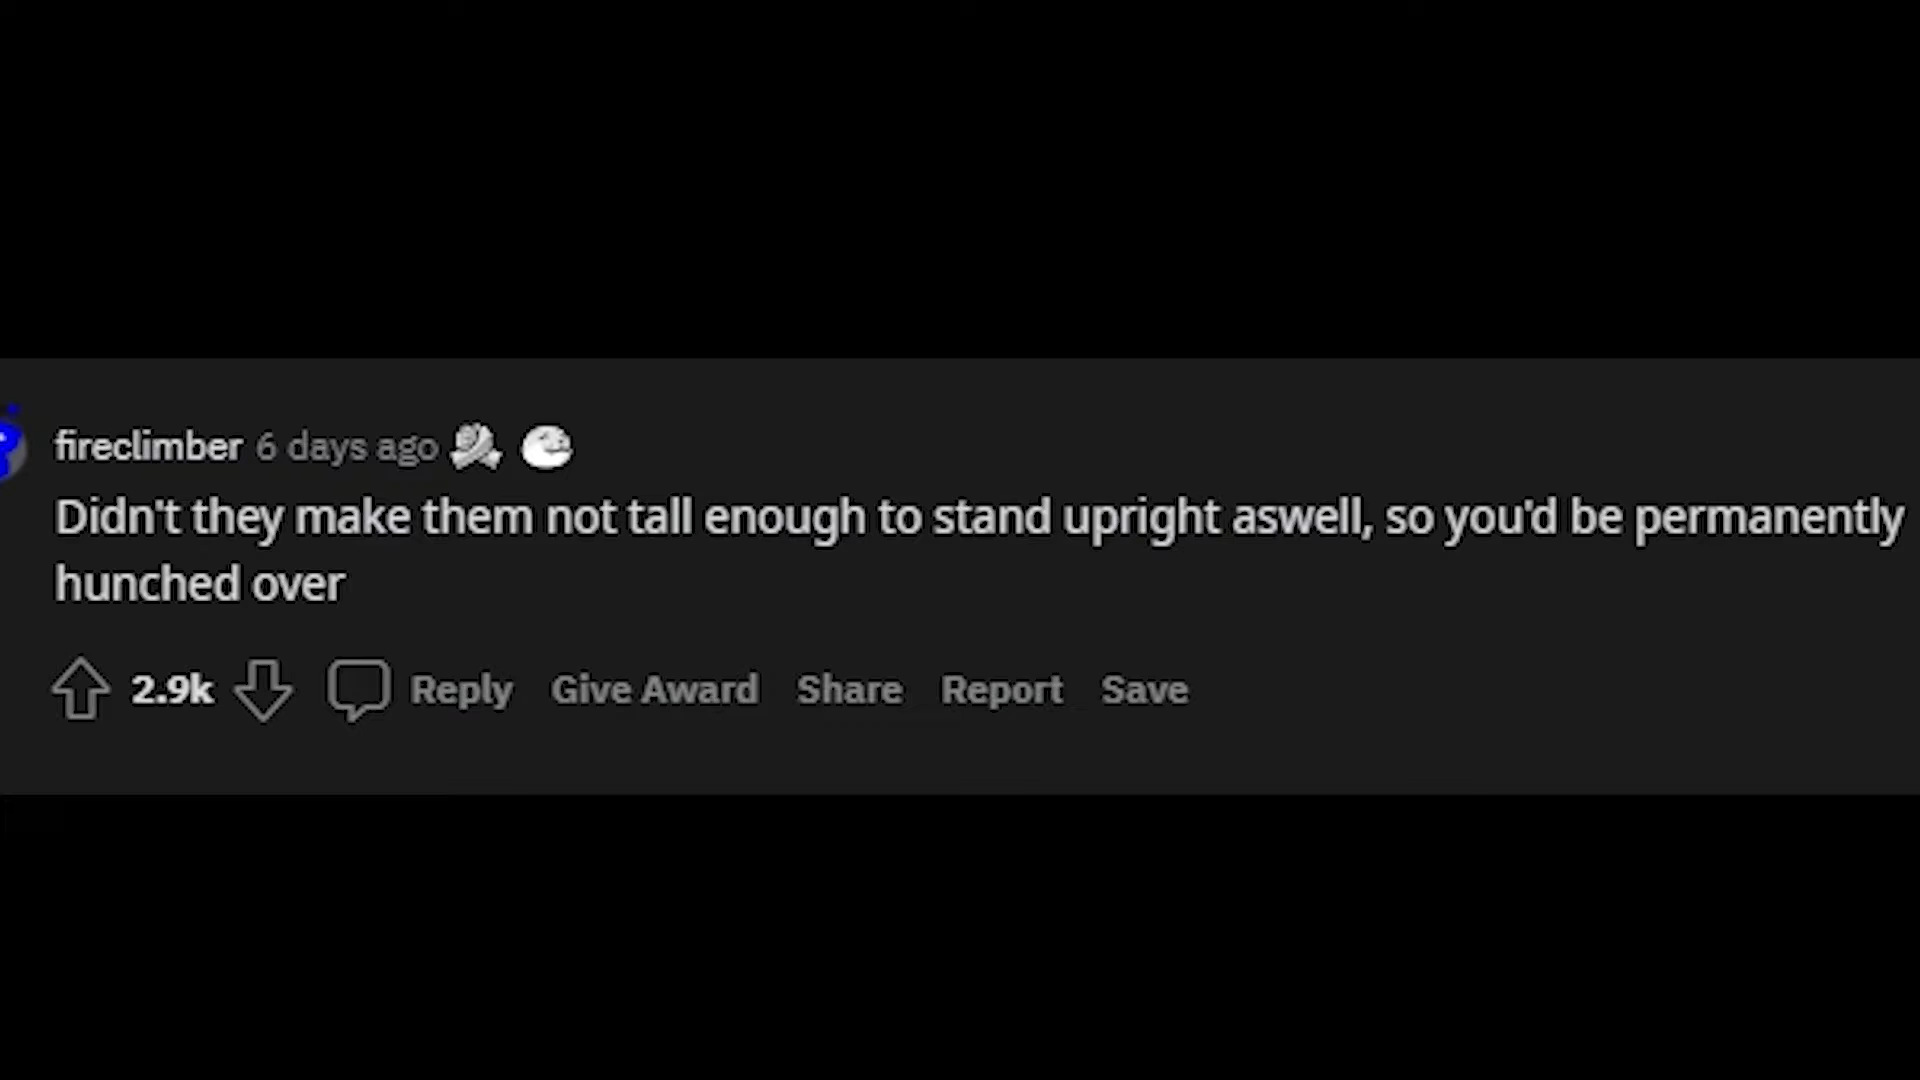 fireclimber 6 days ago
Didn't they make them not tall enough to stand upright aswell, so you'd be permanently
hunched over
2.9k Reply Give Award Share Report Save